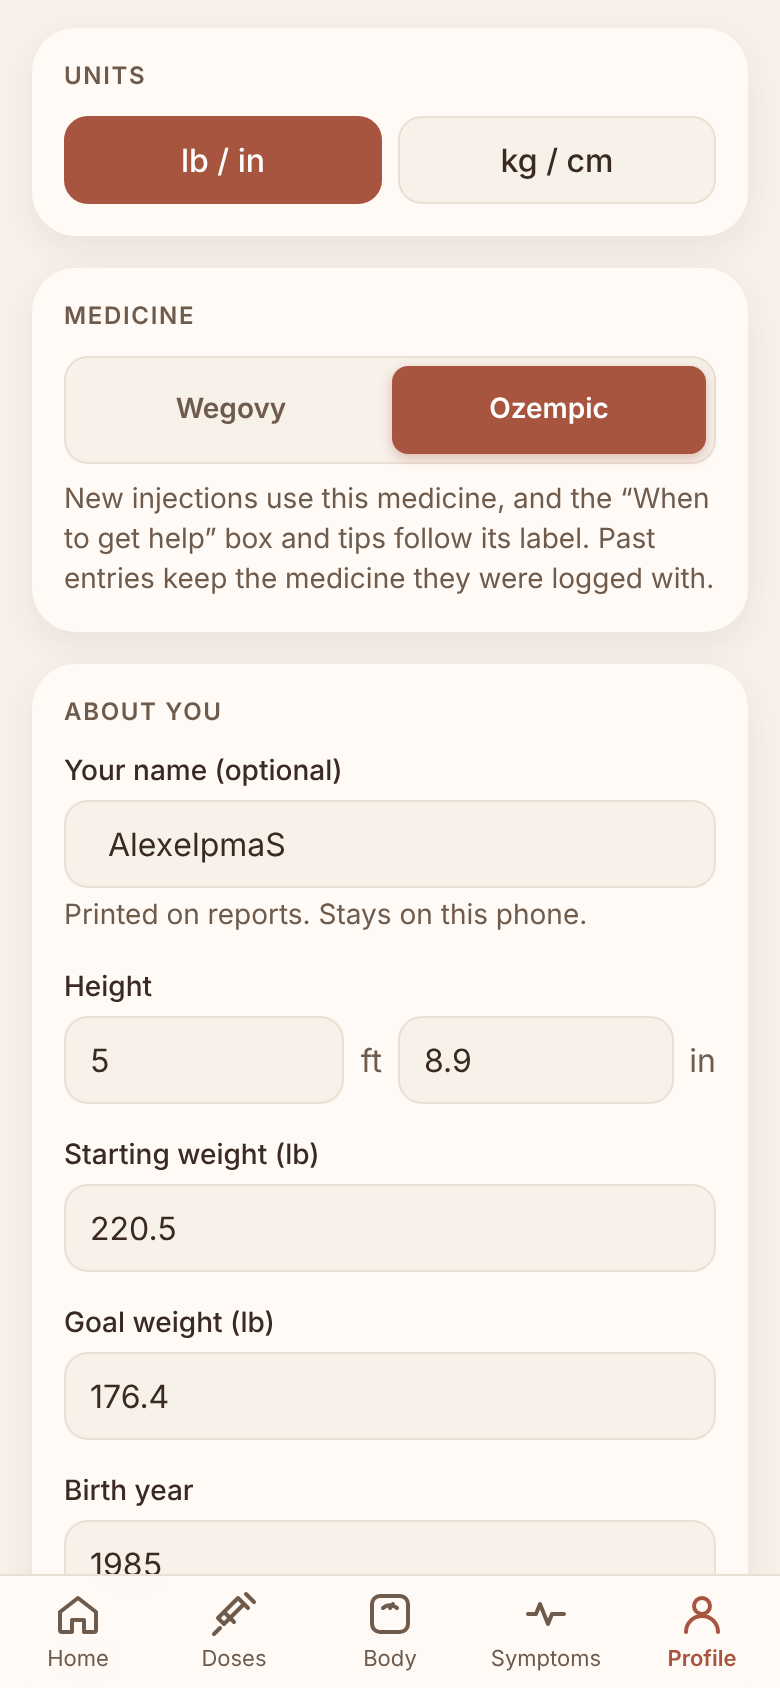 UNITS
lb / in
kg / cm
MEDICINE
Wegovy
Ozempic
New injections use this medicine, and the “When
to get help” box and tips follow its label. Past
entries keep the medicine they were logged with.
ABOUT YOU
Your name (optional)
AlexelpmaS
Printed on reports. Stays on this phone.
Height
5 ft 8.9 in
Starting weight (lb)
220.5
Goal weight (lb)
176.4
Birth year
1985
Home
Doses
Body
Symptoms
Profile